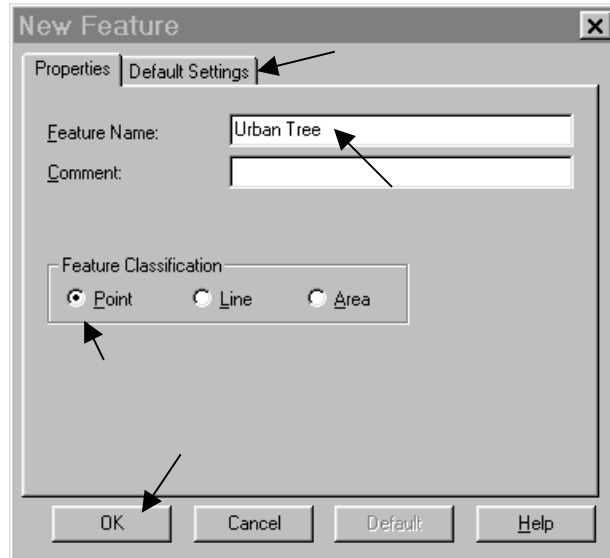 New Feature
Properties Default Settings
Feature Name: Urban Tree
Comment:
Feature Classification
Point Line Area
OK Cancel Default Help